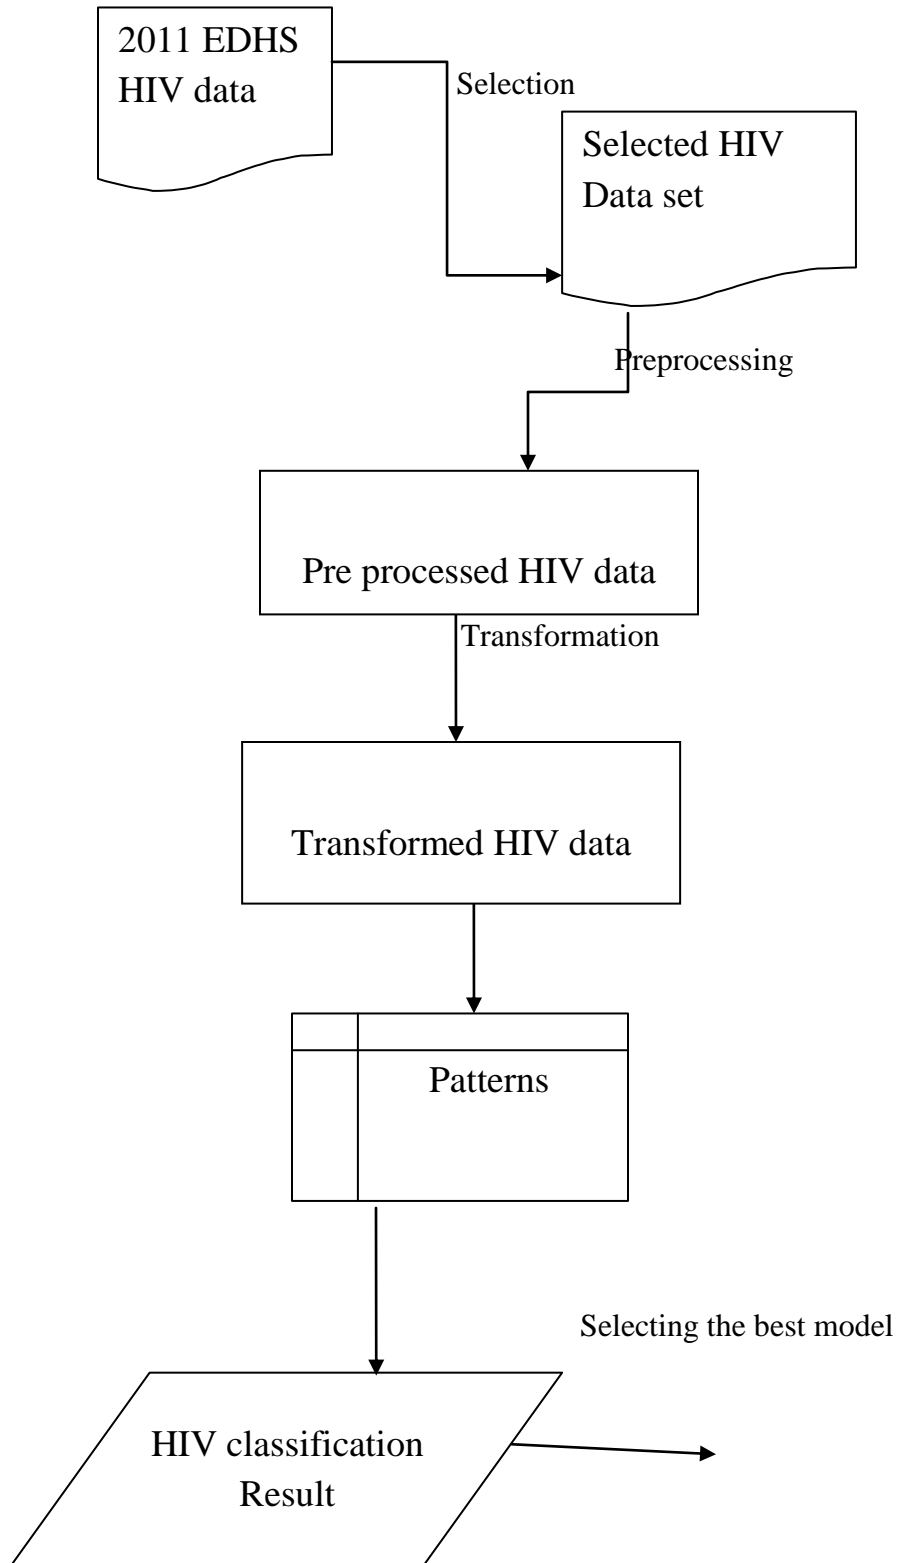 2011 EDHS
HIV data
Selection
Selected HIV
Data set
Preprocessing
Pre processed HIV data
Transformation
Transformed HIV data
Patterns
Selecting the best model
HIV classification
Result